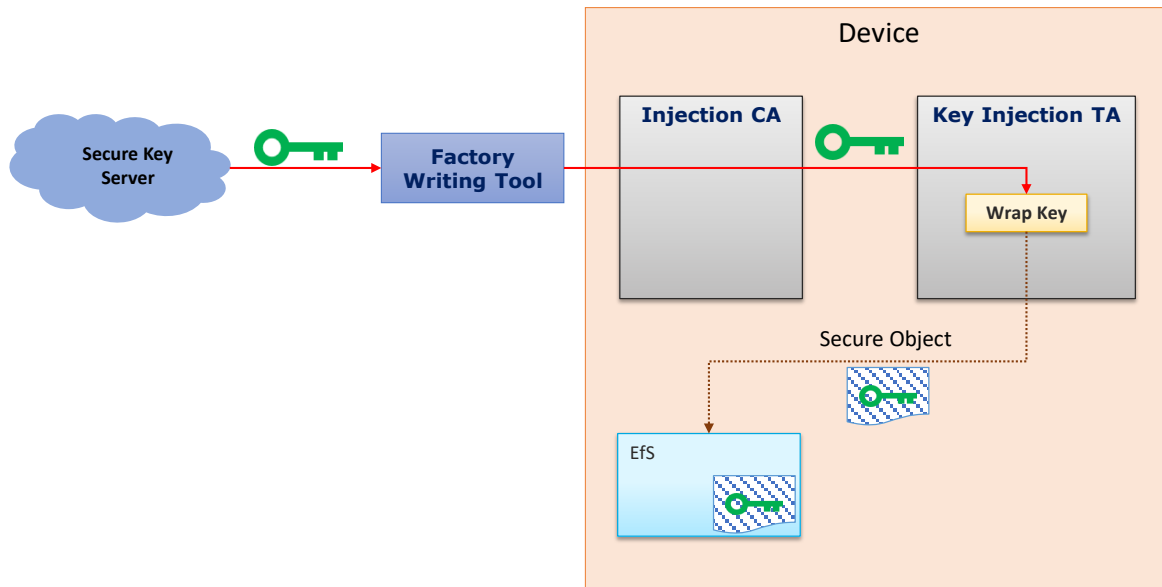 Device
Injection CA
Key Injection TA
Secure Key
Server
Factory
Writing Tool
Wrap Key
Secure Object
EfS